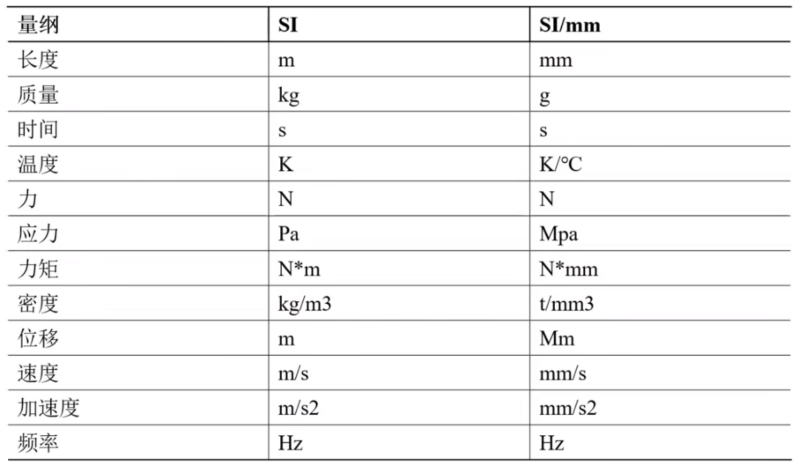 量纲 SI SI/mm
长度 m mm
质量 kg g
时间 s s
温度 K K/℃
力 N N
应力 Pa Mpa
力矩 N*m N*mm
密度 kg/m3 t/mm3
位移 m Mm
速度 m/s mm/s
加速度 m/s2 mm/s2
频率 Hz Hz